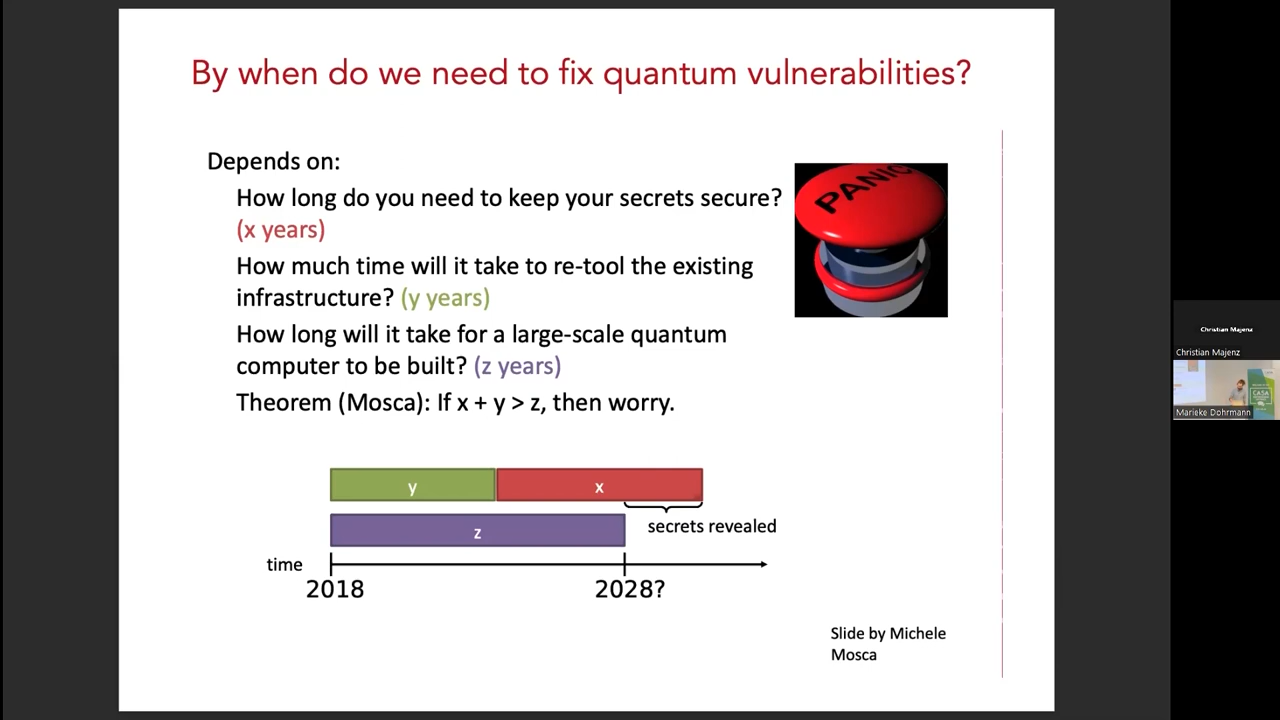 By when do we need to fix quantum vulnerabilities?
Depends on:
How long do you need to keep your secrets secure?
(x years)
How much time will it take to re-tool the existing
infrastructure? (y years)
How long will it take for a large-scale quantum
computer to be built? (z years)
Theorem (Mosca): If x + y > z, then worry.
PANIC
y
x
secrets revealed
z
time
2018
2028?
Slide by Michele
Mosca
Christian Majenz
Christian Majenz
CASA
Marieke Dohrmann